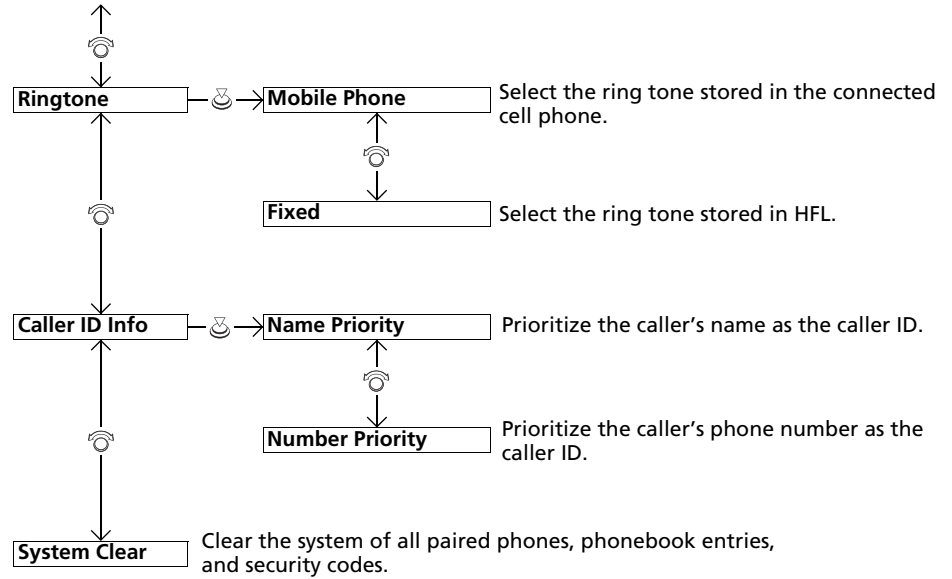 Ringtone
Mobile Phone
Select the ring tone stored in the connected
cell phone.
Fixed
Select the ring tone stored in HFL.
Caller ID Info
Name Priority
Prioritize the caller’s name as the caller ID.
Number Priority
Prioritize the caller’s phone number as the
caller ID.
System Clear
Clear the system of all paired phones, phonebook entries,
and security codes.